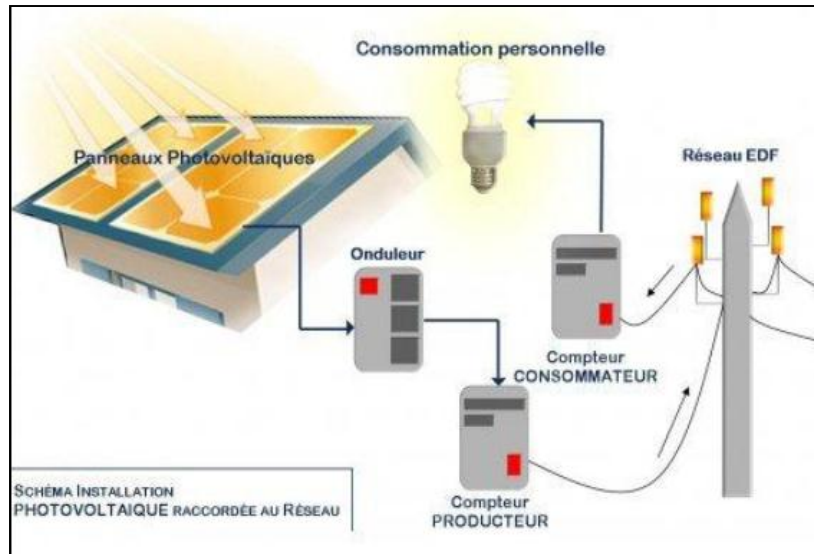 Consommation personnelle
Panneaux Photovoltaïques
Réseau EDF
Onduleur
Compteur
CONSOMMATEUR
Compteur
PRODUCTEUR
SCHÉMA INSTALLATION
PHOTOVOLTAIQUE RACCORDÉE AU RÉSEAU